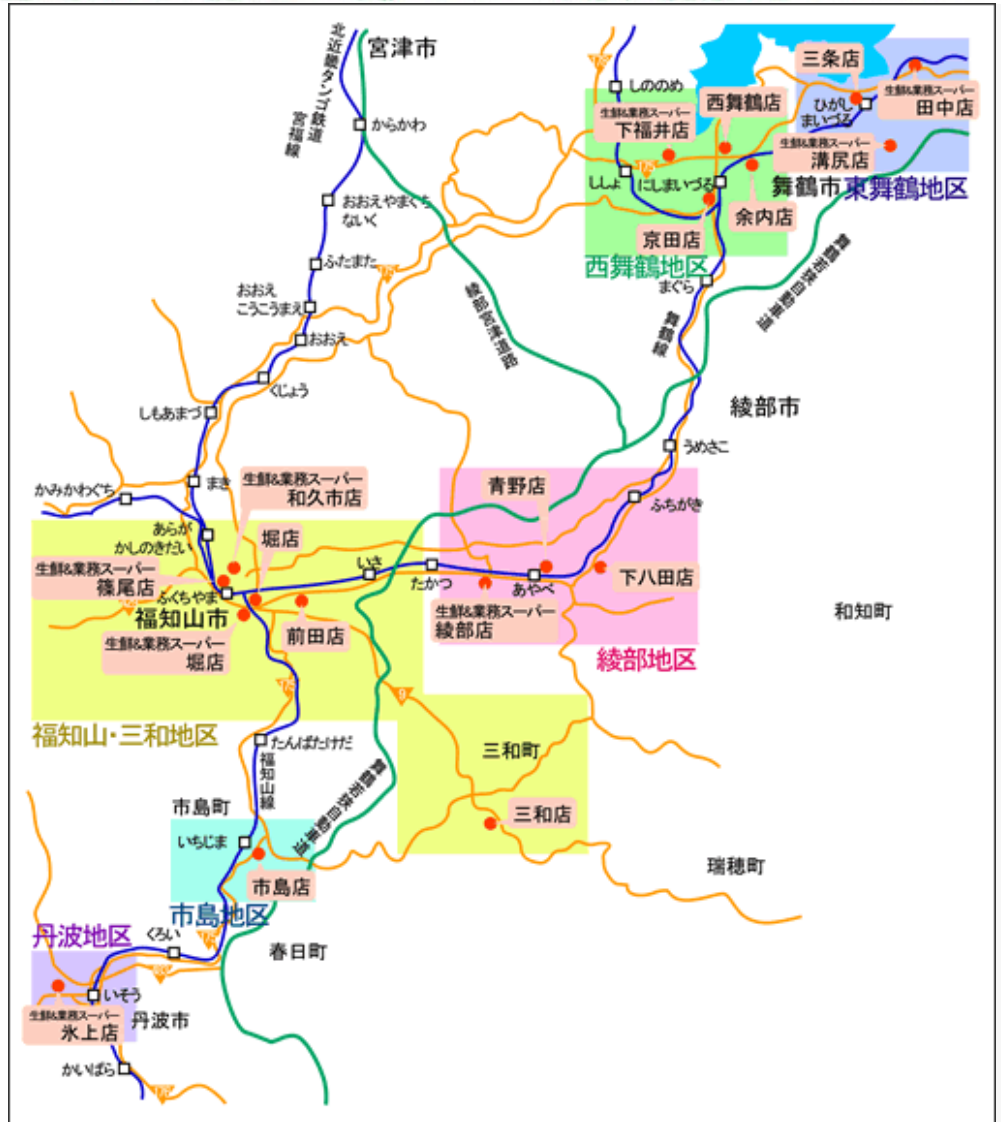 北近畿タンゴ鉄道
宮福線
宮津市
からかわ
おおえやまぐち
ないく
ふたまた
おおえ
こうこうまえ
おおえ
くじょう
しもあまづ
まき
かみかわぐち
あらが
かしのきだい
しののめ
生鮮&業務スーパー
下福井店
西舞鶴店
三条店
生鮮&業務スーパー
田中店
ひがし
まいづる
生鮮&業務スーパー
溝尻店
175
ししょ
にしまいづる
舞鶴市
東舞鶴地区
余内店
京田店
西舞鶴地区
まぐら
舞鶴線
舞鶴若狭自動車道
綾部宮津道路
綾部市
うめさこ
ふちがき
青野店
生鮮&業務スーパー
和久市店
堀店
生鮮&業務スーパー
篠尾店
ふくちやま
福知山市
いさ
たかつ
あやべ
下八田店
生鮮&業務スーパー
綾部店
前田店
生鮮&業務スーパー
堀店
綾部地区
和知町
9
福知山・三和地区
たんばたけだ
福知山線
舞鶴若狭自動車道
三和町
三和店
瑞穂町
市島町
いちじま
市島店
市島地区
丹波地区
くろい
春日町
いそう
生鮮&業務スーパー
氷上店
丹波市
かいばら
176